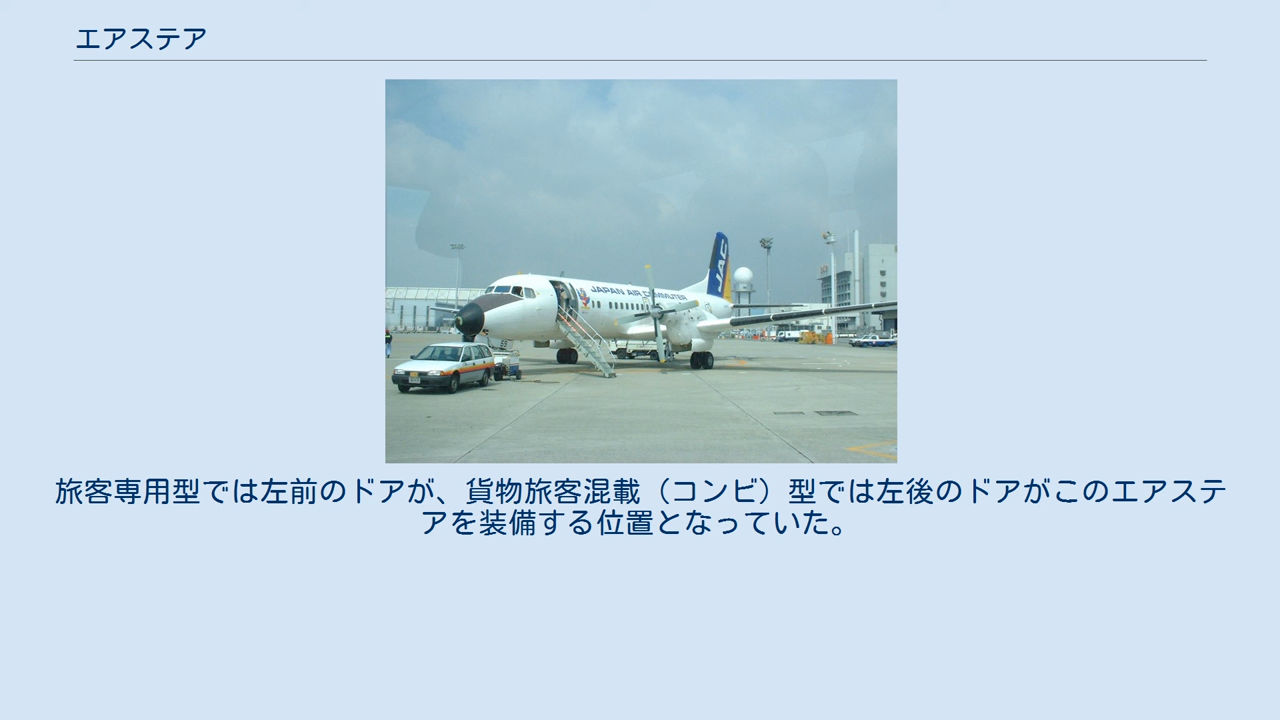 エアステア
JAC
JAPAN AIR COMMUTER
旅客専用型では左前のドアが、貨物旅客混載（コンビ）型では左後のドアがこのエアステ
アを装備する位置となっていた。